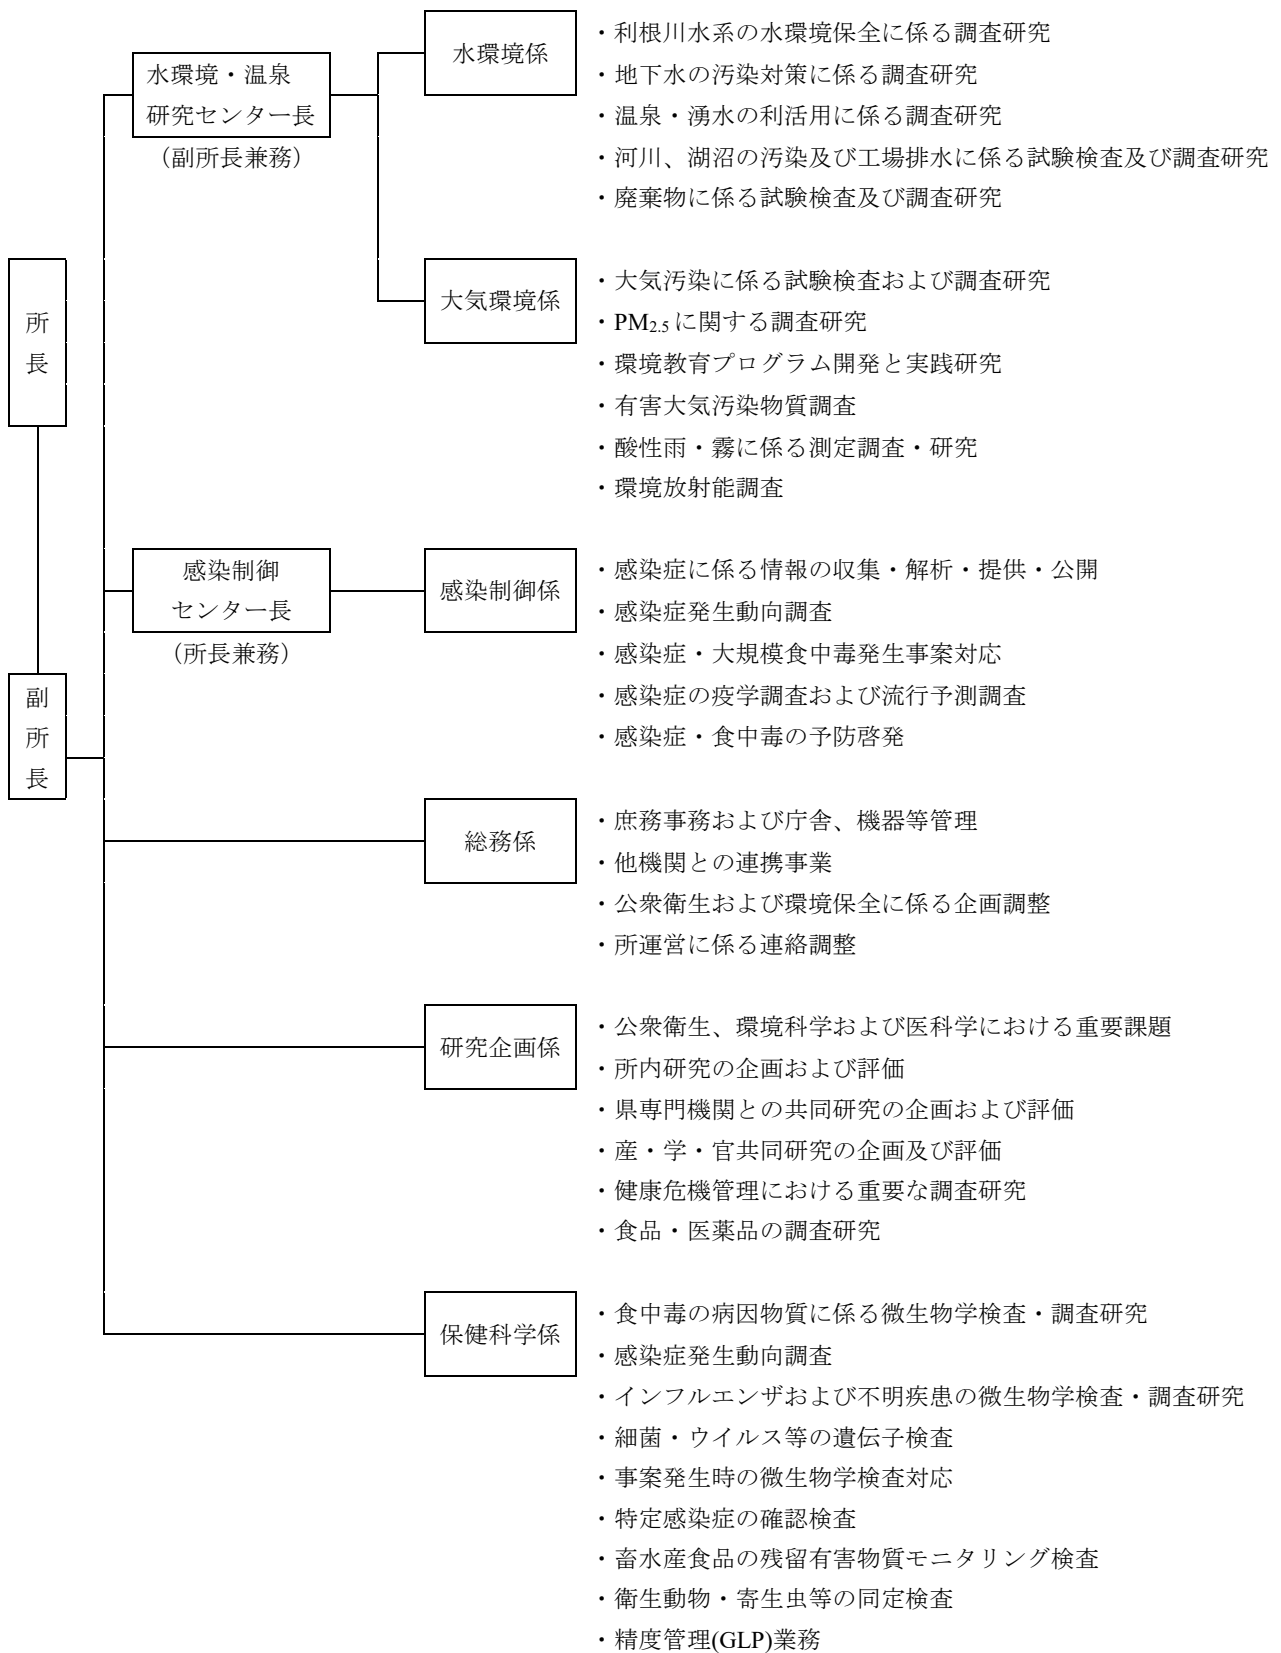 所
長
副
所
長
水環境・温泉
研究センター長
（副所長兼務）
水環境係
・利根川水系の水環境保全に係る調査研究
・地下水の汚染対策に係る調査研究
・温泉・湧水の利活用に係る調査研究
・河川、湖沼の汚染及び工場排水に係る試験検査及び調査研究
・廃棄物に係る試験検査及び調査研究
大気環境係
・大気汚染に係る試験検査および調査研究
・PM2.5に関する調査研究
・環境教育プログラム開発と実践研究
・有害大気汚染物質調査
・酸性雨・霧に係る測定調査・研究
・環境放射能調査
感染制御
センター長
（所長兼務）
感染制御係
・感染症に係る情報の収集・解析・提供・公開
・感染症発生動向調査
・感染症・大規模食中毒発生事案対応
・感染症の疫学調査および流行予測調査
・感染症・食中毒の予防啓発
総務係
・庶務事務および庁舎、機器等管理
・他機関との連携事業
・公衆衛生および環境保全に係る企画調整
・所運営に係る連絡調整
研究企画係
・公衆衛生、環境科学および医科学における重要課題
・所内研究の企画および評価
・県専門機関との共同研究の企画および評価
・産・学・官共同研究の企画及び評価
・健康危機管理における重要な調査研究
・食品・医薬品の調査研究
保健科学係
・食中毒の病因物質に係る微生物学検査・調査研究
・感染症発生動向調査
・インフルエンザおよび不明疾患の微生物学検査・調査研究
・細菌・ウイルス等の遺伝子検査
・事案発生時の微生物学検査対応
・特定感染症の確認検査
・畜水産食品の残留有害物質モニタリング検査
・衛生動物・寄生虫等の同定検査
・精度管理(GLP)業務